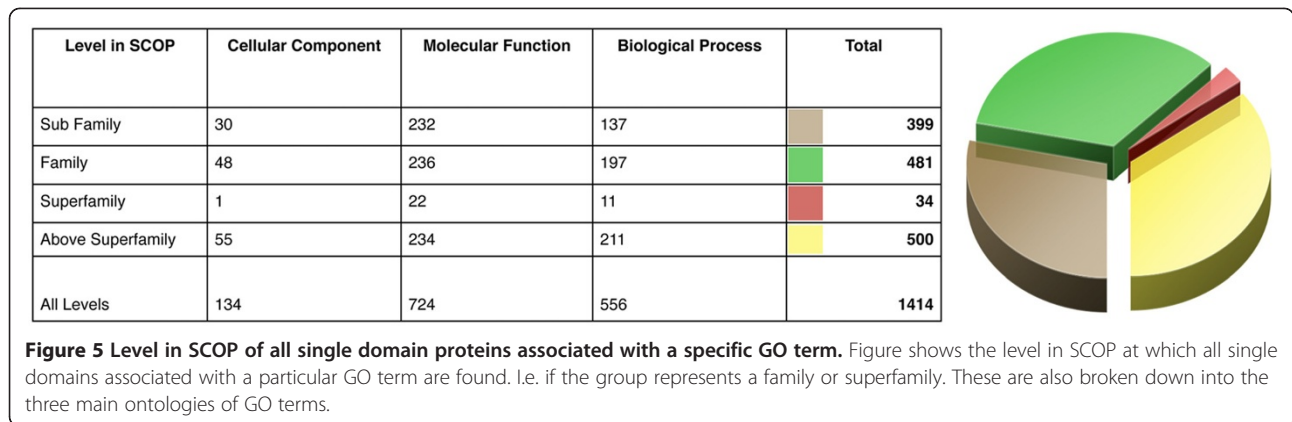 Level in SCOP Cellular Component Molecular Function Biological Process Total
Sub Family 30 232 137 399
Family 48 236 197 481
Superfamily 1 22 11 34
Above Superfamily 55 234 211 500
All Levels 134 724 556 1414
Figure 5 Level in SCOP of all single domain proteins associated with a specific GO term. Figure shows the level in SCOP at which all single
domains associated with a particular GO term are found. I.e. if the group represents a family or superfamily. These are also broken down into the
three main ontologies of GO terms.